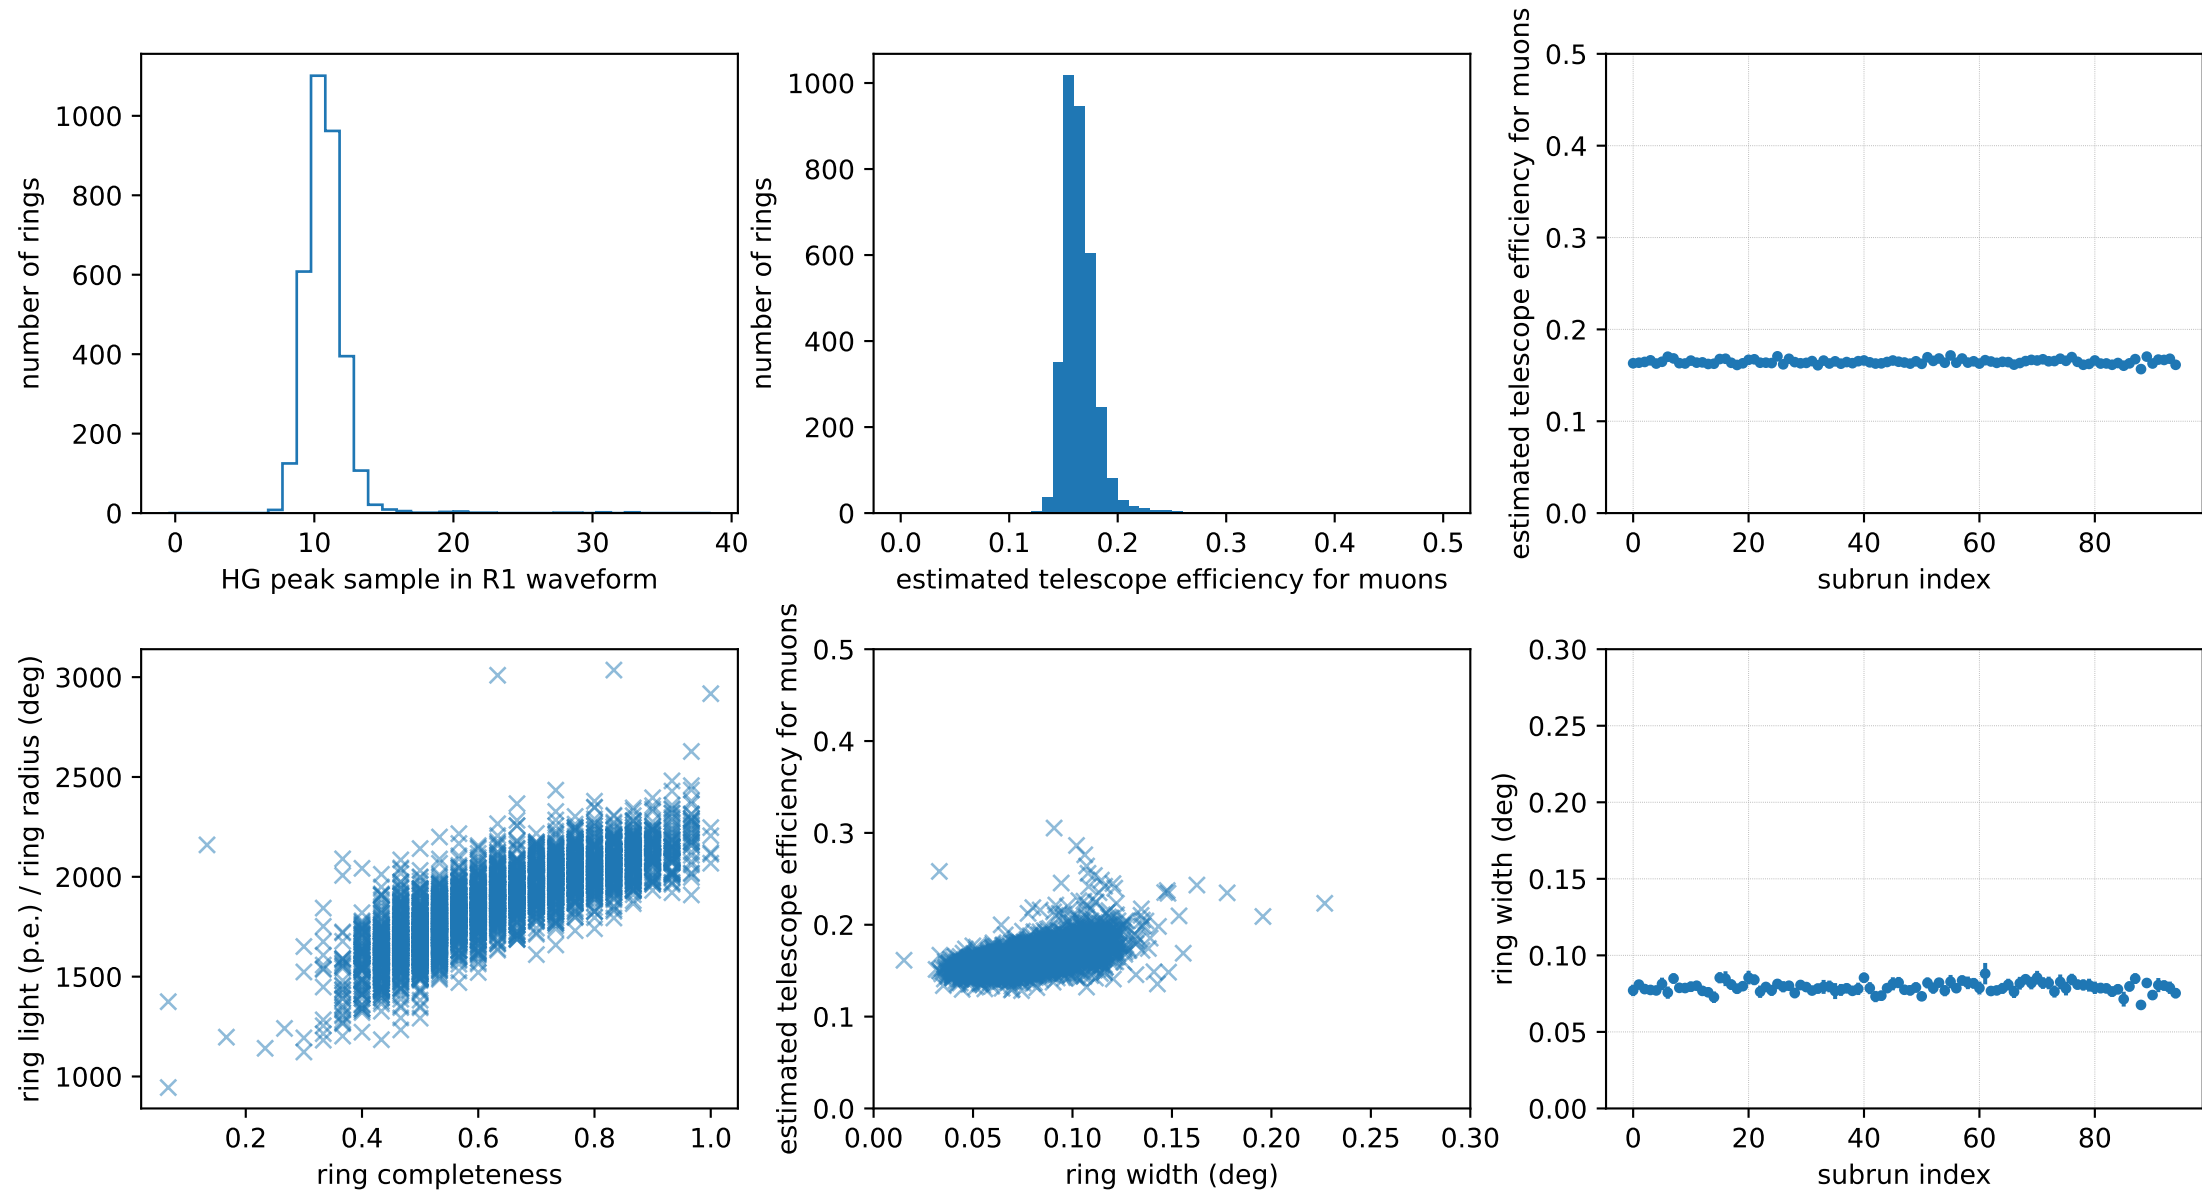 number of rings
1000
800
600
400
200
0
0 10 20 30 40
HG peak sample in R1 waveform
number of rings
1000
800
600
400
200
0
0.0 0.1 0.2 0.3 0.4 0.5
estimated telescope efficiency for muons
estimated telescope efficiency for muons
0.5
0.4
0.3
0.2
0.1
0.0
0 20 40 60 80
subrun index
ring light (p.e.) / ring radius (deg)
3000
2500
2000
1500
1000
0.2 0.4 0.6 0.8 1.0
ring completeness
estimated telescope efficiency for muons
0.5
0.4
0.3
0.2
0.1
0.0
0.00 0.05 0.10 0.15 0.20 0.25 0.30
ring width (deg)
ring width (deg)
0.30
0.25
0.20
0.15
0.10
0.05
0.00
0 20 40 60 80
subrun index